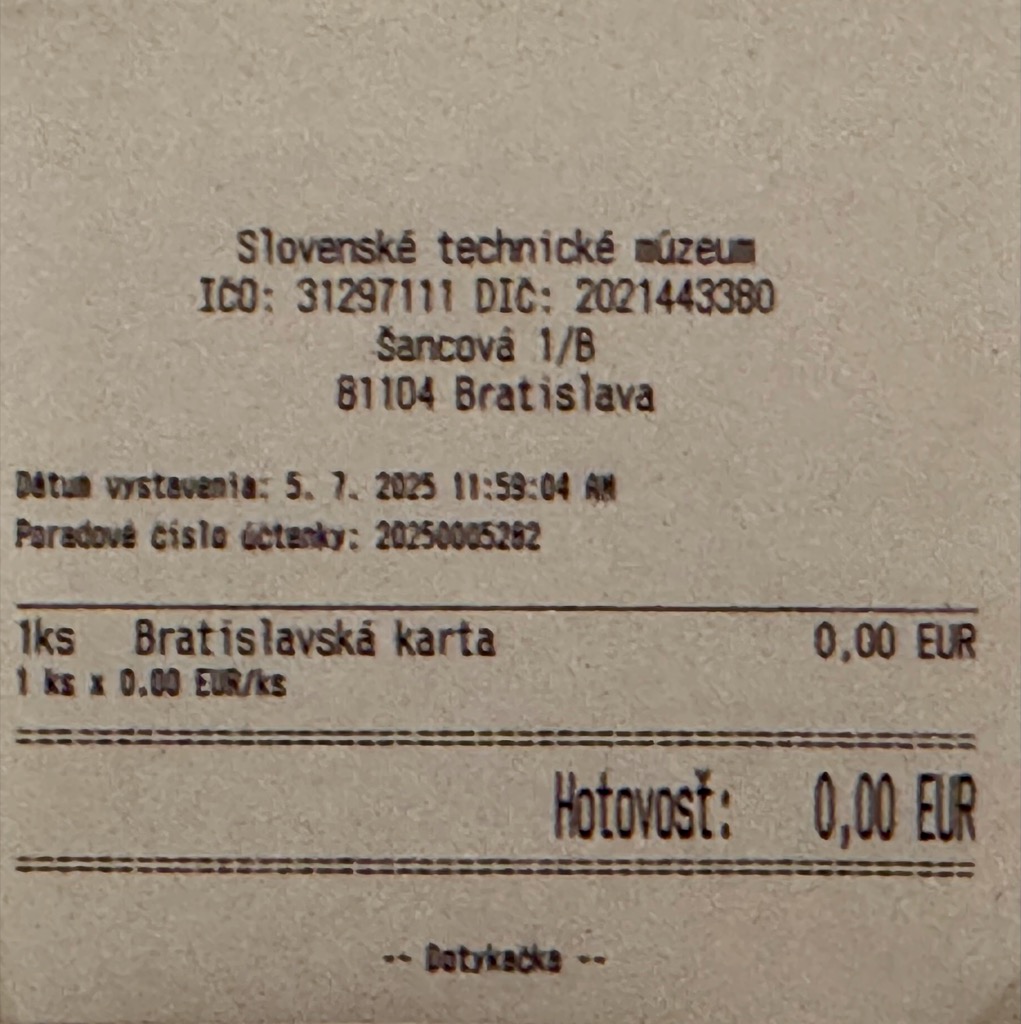 Slovenské technické múzeum
IČO: 31297111 DIČ: 2021443380
Šancová 1/B
81104 Bratislava
Dátum vystavenia: 5. 7. 2025 11:59:04 AM
Poradové číslo účtenky: 20250005282
1ks Bratislavská karta 0,00 EUR
1 ks x 0.00 EUR/ks
Hotovosť: 0,00 EUR
-- Dotykačka --